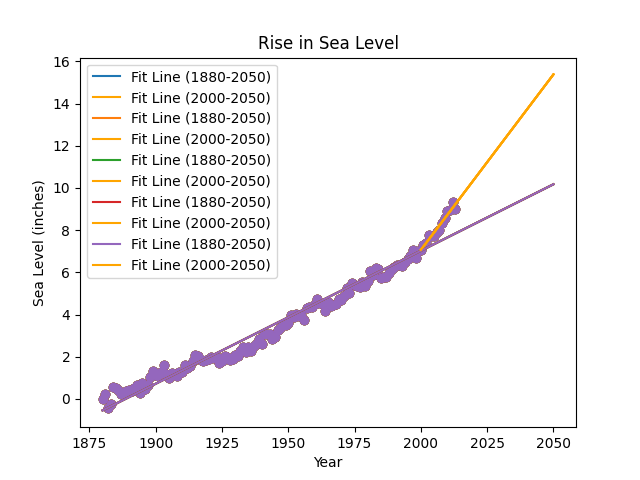 Rise in Sea Level
Sea Level (inches)
16
14
12
10
8
6
4
2
0
Fit Line (1880-2050)
Fit Line (2000-2050)
Fit Line (1880-2050)
Fit Line (2000-2050)
Fit Line (1880-2050)
Fit Line (2000-2050)
Fit Line (1880-2050)
Fit Line (2000-2050)
Fit Line (1880-2050)
Fit Line (2000-2050)
1875 1900 1925 1950 1975 2000 2025 2050
Year